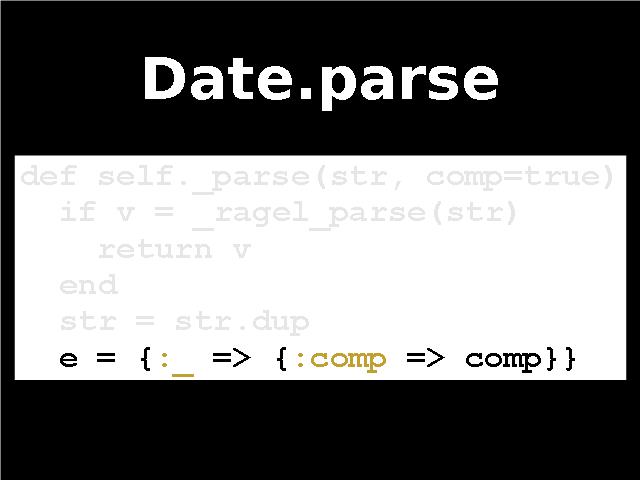 Date.parse
def self._parse(str, comp=true)
  if v = _ragel_parse(str)
    return v
  end
  str = str.dup
  e = {:_ => {:comp => comp}}